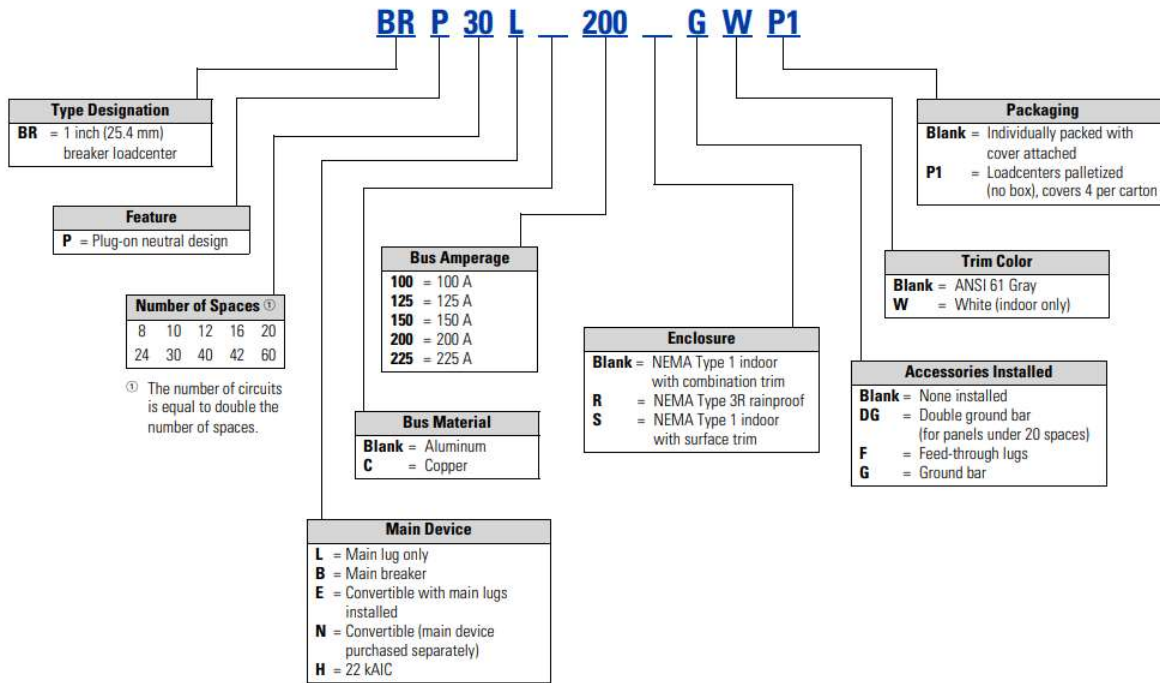 BR P 30 L __ 200 __ G W P1
Type Designation
BR = 1 inch (25.4 mm)
breaker loadcenter
Feature
P = Plug-on neutral design
Number of Spaces ①
8 10 12 16 20
24 30 40 42 60
① The number of circuits
is equal to double the
number of spaces.
Main Device
L = Main lug only
B = Main breaker
E = Convertible with main lugs
installed
N = Convertible (main device
purchased separately)
H = 22 kAIC
Bus Material
Blank = Aluminum
C = Copper
Bus Amperage
100 = 100 A
125 = 125 A
150 = 150 A
200 = 200 A
225 = 225 A
Enclosure
Blank = NEMA Type 1 indoor
with combination trim
R = NEMA Type 3R rainproof
S = NEMA Type 1 indoor
with surface trim
Accessories Installed
Blank = None installed
DG = Double ground bar
(for panels under 20 spaces)
F = Feed-through lugs
G = Ground bar
Trim Color
Blank = ANSI 61 Gray
W = White (indoor only)
Packaging
Blank = Individually packed with
cover attached
P1 = Loadcenters palletized
(no box), covers 4 per carton